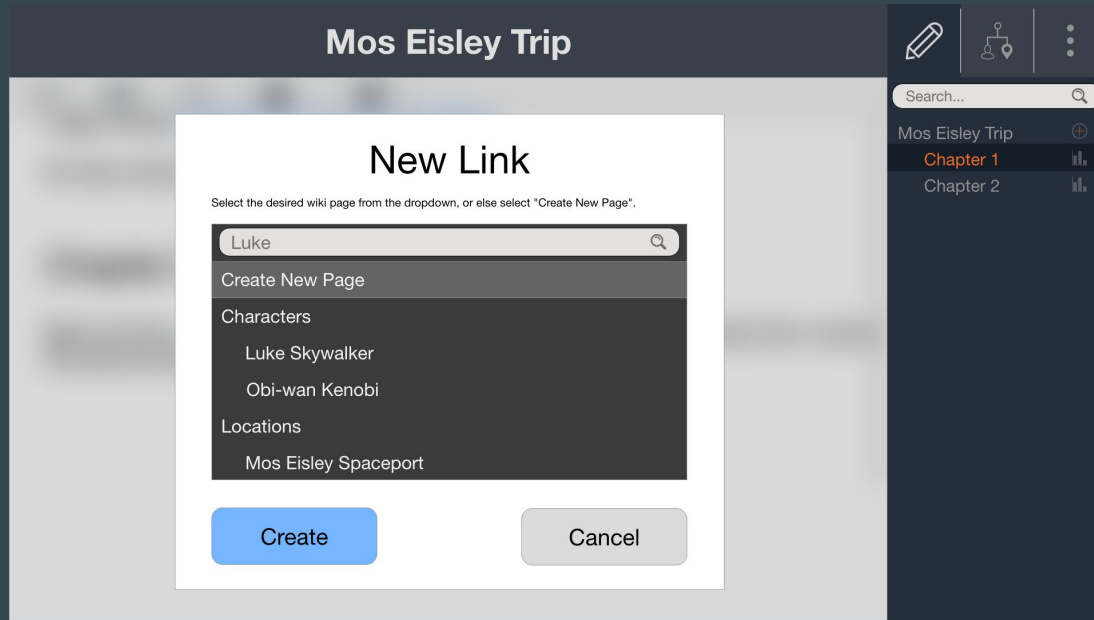 Mos Eisley Trip
Search...
Mos Eisley Trip
Chapter 1
Chapter 2
New Link
Select the desired wiki page from the dropdown, or else select "Create New Page".
Luke
Create New Page
Characters
Luke Skywalker
Obi-wan Kenobi
Locations
Mos Eisley Spaceport
Create
Cancel